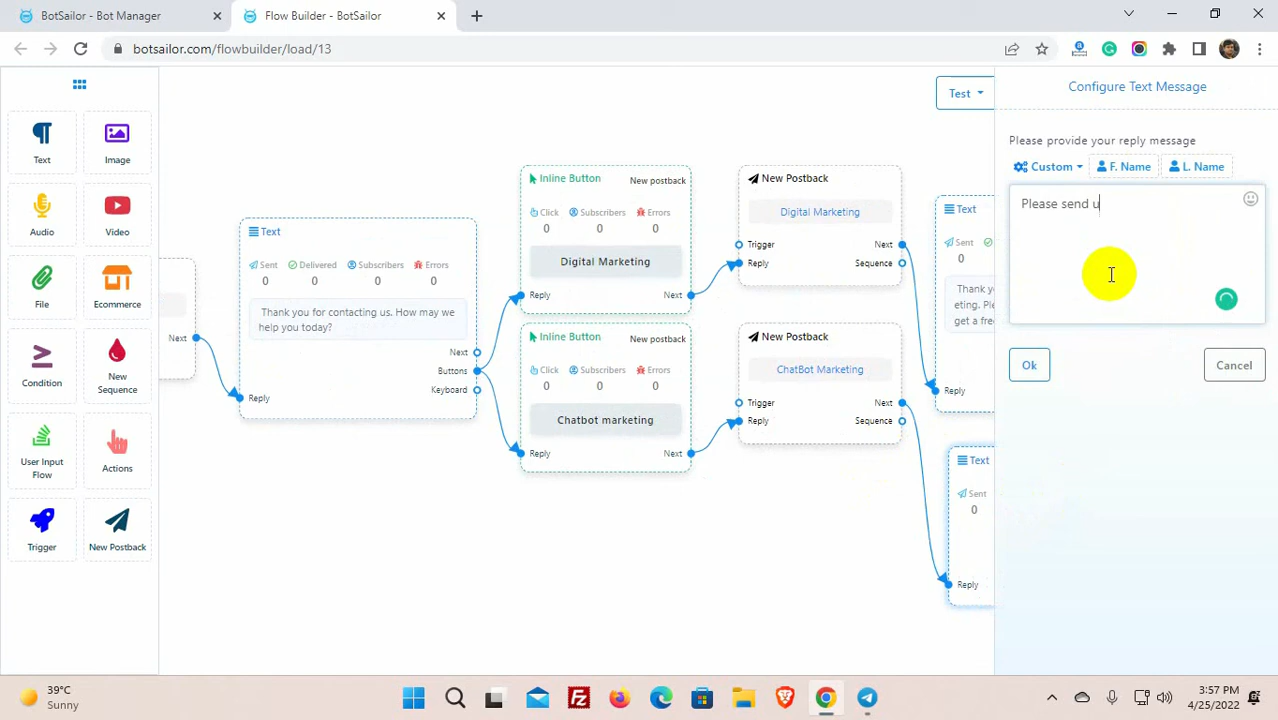 BotSailor - Bot Manager
Flow Builder - BotSailor
botsailor.com/flowbuilder/load/13
Text
Image
Audio
Video
File
Ecommerce
Condition
New
Sequence
User Input
Flow
Actions
Trigger
New Postback
Next
Text
Sent
Delivered
Subscribers
Errors
0
0
0
0
Thank you for contacting us. How may we
help you today?
Next
Buttons
Keyboard
Reply
Inline Button
New postback
Click
Subscribers
Errors
0
0
0
Digital Marketing
Reply
Next
Inline Button
New postback
Click
Subscribers
Errors
0
0
0
Chatbot marketing
Reply
Next
New Postback
Digital Marketing
Trigger
Next
Reply
Sequence
New Postback
ChatBot Marketing
Trigger
Next
Reply
Sequence
Test
Text
Sent
0
Thank yo
eting. Ple
get a free
Reply
Text
Sent
0
Reply
Configure Text Message
Please provide your reply message
Custom
F. Name
L. Name
Please send u
Ok
Cancel
39°C
Sunny
3:57 PM
4/25/2022